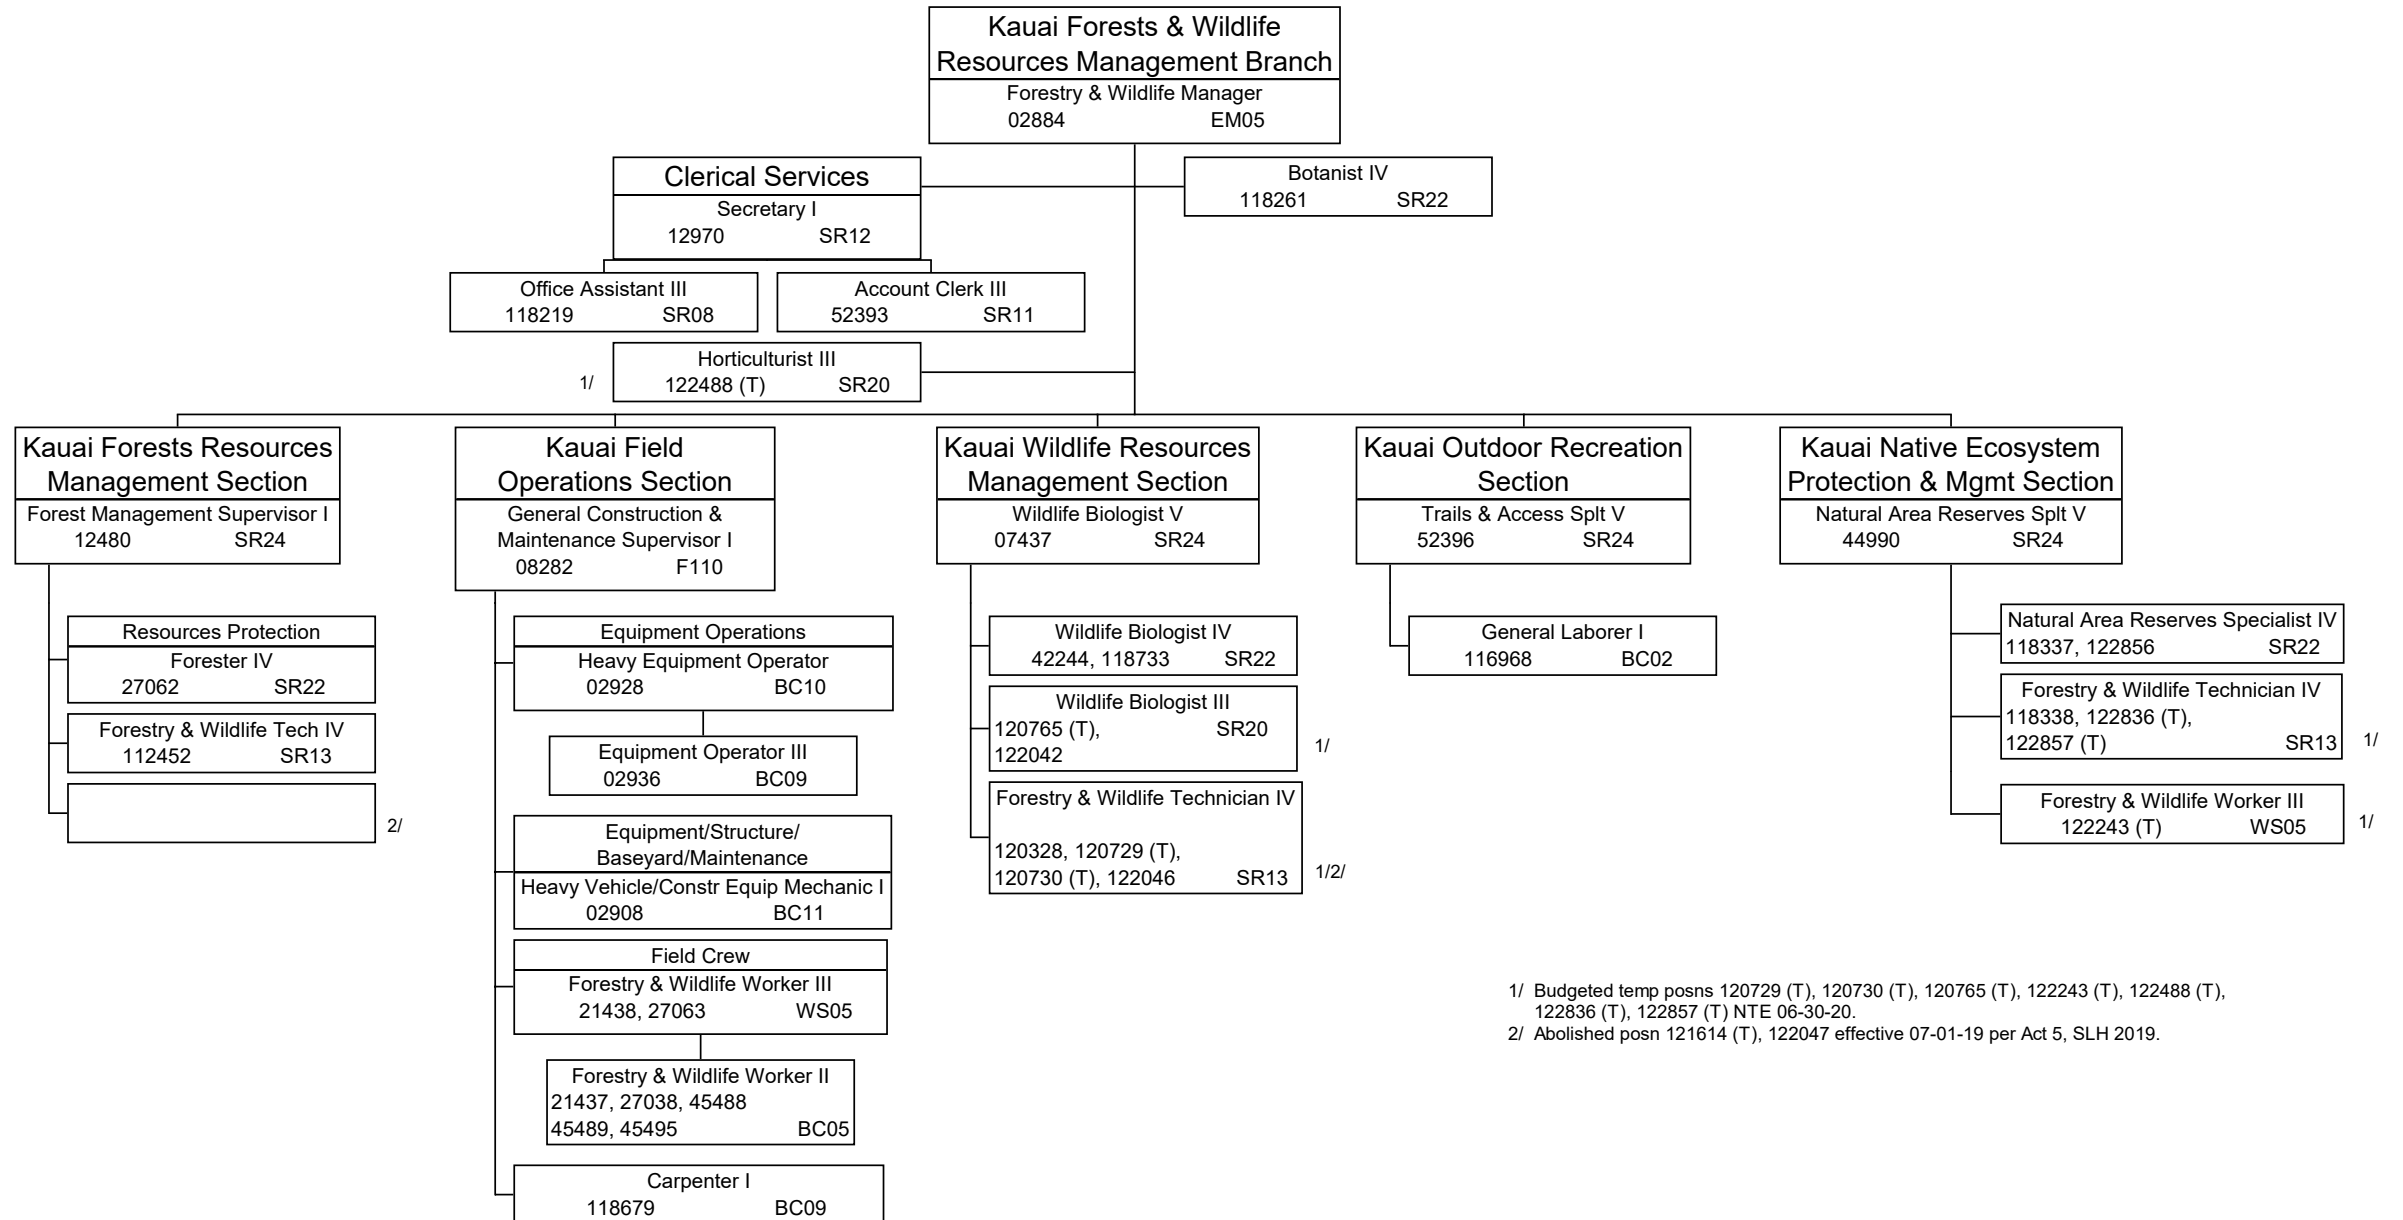 Kauai Forests & Wildlife
Resources Management Branch
Forestry & Wildlife Manager
02884 EM05
Clerical Services
Secretary I
12970 SR12
Botanist IV
118261 SR22
Office Assistant III
118219 SR08
Account Clerk III
52393 SR11
Horticulturist III
1/ 122488 (T) SR20
Kauai Forests Resources
Management Section
Forest Management Supervisor I
12480 SR24
Resources Protection
Forester IV
27062 SR22
Forestry & Wildlife Tech IV
112452 SR13
2/
Kauai Field
Operations Section
General Construction &
Maintenance Supervisor I
08282 F110
Equipment Operations
Heavy Equipment Operator
02928 BC10
Equipment Operator III
02936 BC09
Equipment/Structure/
Baseyard/Maintenance
Heavy Vehicle/Constr Equip Mechanic I
02908 BC11
Field Crew
Forestry & Wildlife Worker III
21438, 27063 WS05
Forestry & Wildlife Worker II
21437, 27038, 45488
45489, 45495 BC05
Carpenter I
118679 BC09
Kauai Wildlife Resources
Management Section
Wildlife Biologist V
07437 SR24
Wildlife Biologist IV
42244, 118733 SR22
Wildlife Biologist III
120765 (T), SR20
122042
1/
Forestry & Wildlife Technician IV
120328, 120729 (T),
120730 (T), 122046 SR13 1/2/
Kauai Outdoor Recreation
Section
Trails & Access Splt V
52396 SR24
General Laborer I
116968 BC02
Kauai Native Ecosystem
Protection & Mgmt Section
Natural Area Reserves Splt V
44990 SR24
Natural Area Reserves Specialist IV
118337, 122856 SR22
Forestry & Wildlife Technician IV
118338, 122836 (T),
122857 (T) SR13 1/
Forestry & Wildlife Worker III
122243 (T) WS05 1/
1/ Budgeted temp posns 120729 (T), 120730 (T), 120765 (T), 122243 (T), 122488 (T),
122836 (T), 122857 (T) NTE 06-30-20.
2/ Abolished posn 121614 (T), 122047 effective 07-01-19 per Act 5, SLH 2019.